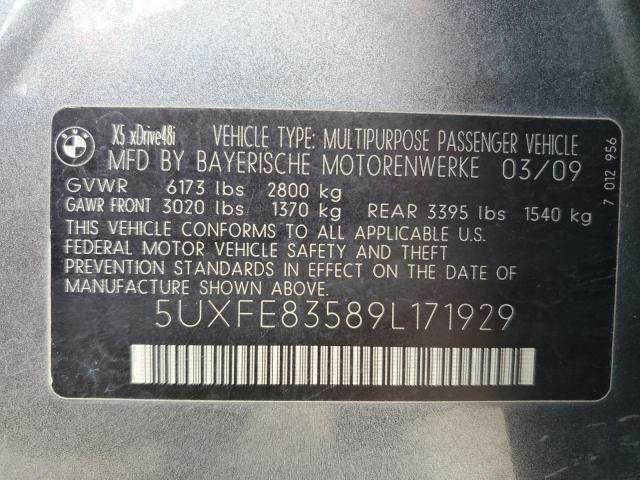 BMW
X5 xDrive48i VEHICLE TYPE: MULTIPURPOSE PASSENGER VEHICLE
MFD BY BAYERISCHE MOTORENWERKE 03/09
GVWR 6173 lbs 2800 kg
GAWR FRONT 3020 lbs 1370 kg REAR 3395 lbs 1540 kg
THIS VEHICLE CONFORMS TO ALL APPLICABLE U.S.
FEDERAL MOTOR VEHICLE SAFETY AND THEFT
PREVENTION STANDARDS IN EFFECT ON THE DATE OF
MANUFACTURE SHOWN ABOVE.
5UXFE83589L171929
7 012 956